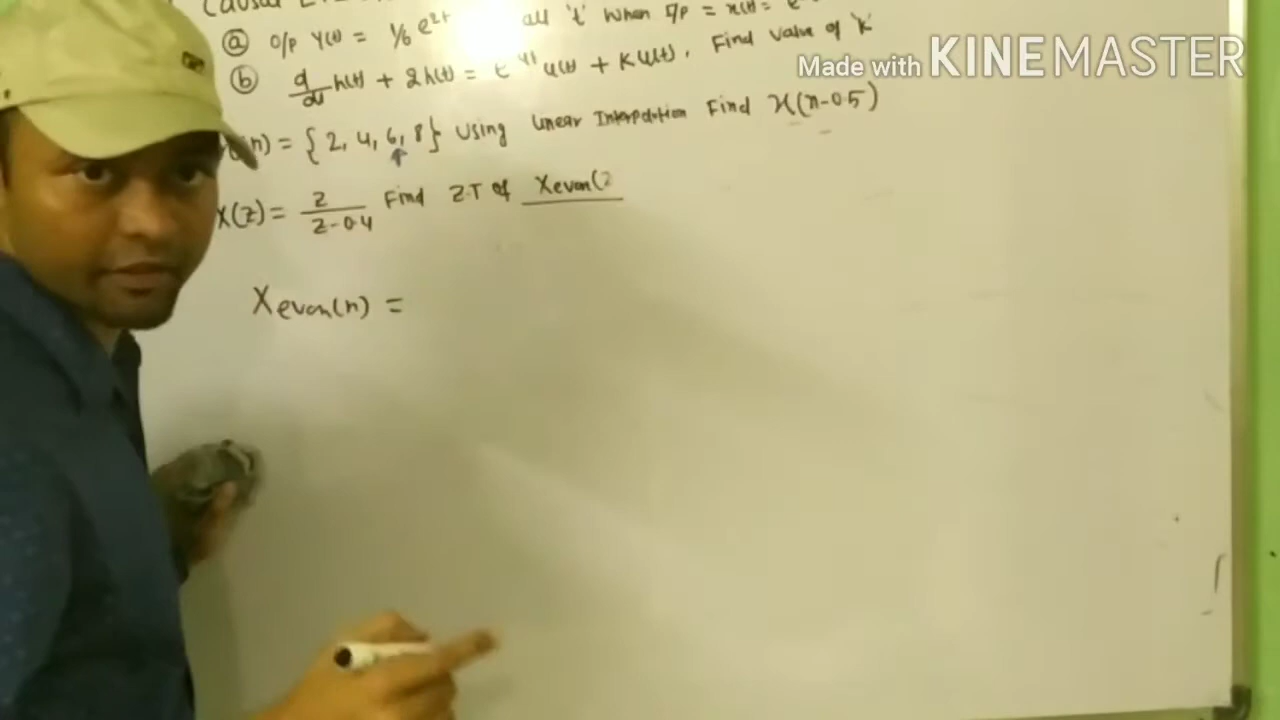 Causal
ⓐ O/P Y(t) = 1/6 e^2t all 't' when I/P = x(t) = e
ⓑ d/dt h(t) + 2h(t) = e^-4t u(t) + K u(t). Find value of 'K'
Made with KINEMASTER
(n) = {2, 4, 6, 8} Using Linear Interpolation Find x(n-0.5)
↑
X(z) = z/(z-0.4) Find Z.T of Xeven(2
Xeven(n) =